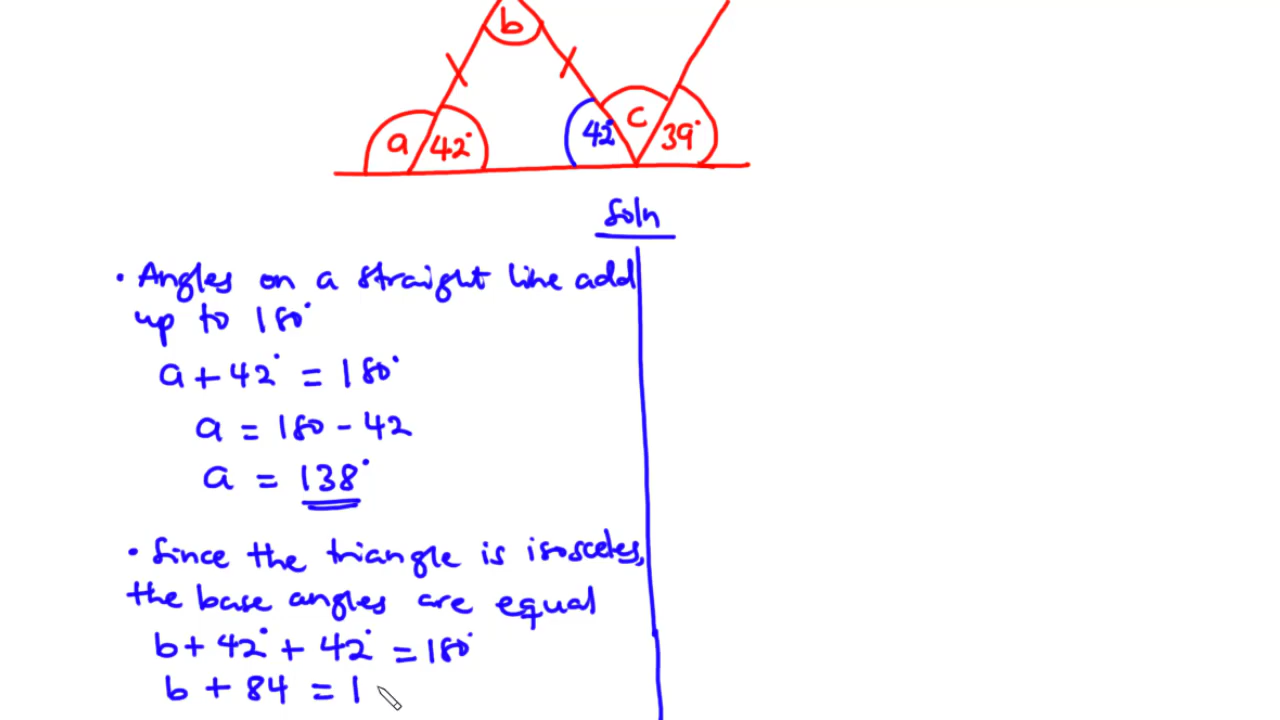 b
a 42° 42° c 39°
Soln
• Angles on a straight line add
up to 180°
a + 42° = 180°
a = 180 - 42
a = 138°
• Since the triangle is isosceles,
the base angles are equal
b + 42° + 42° = 180°
b + 84 = 1